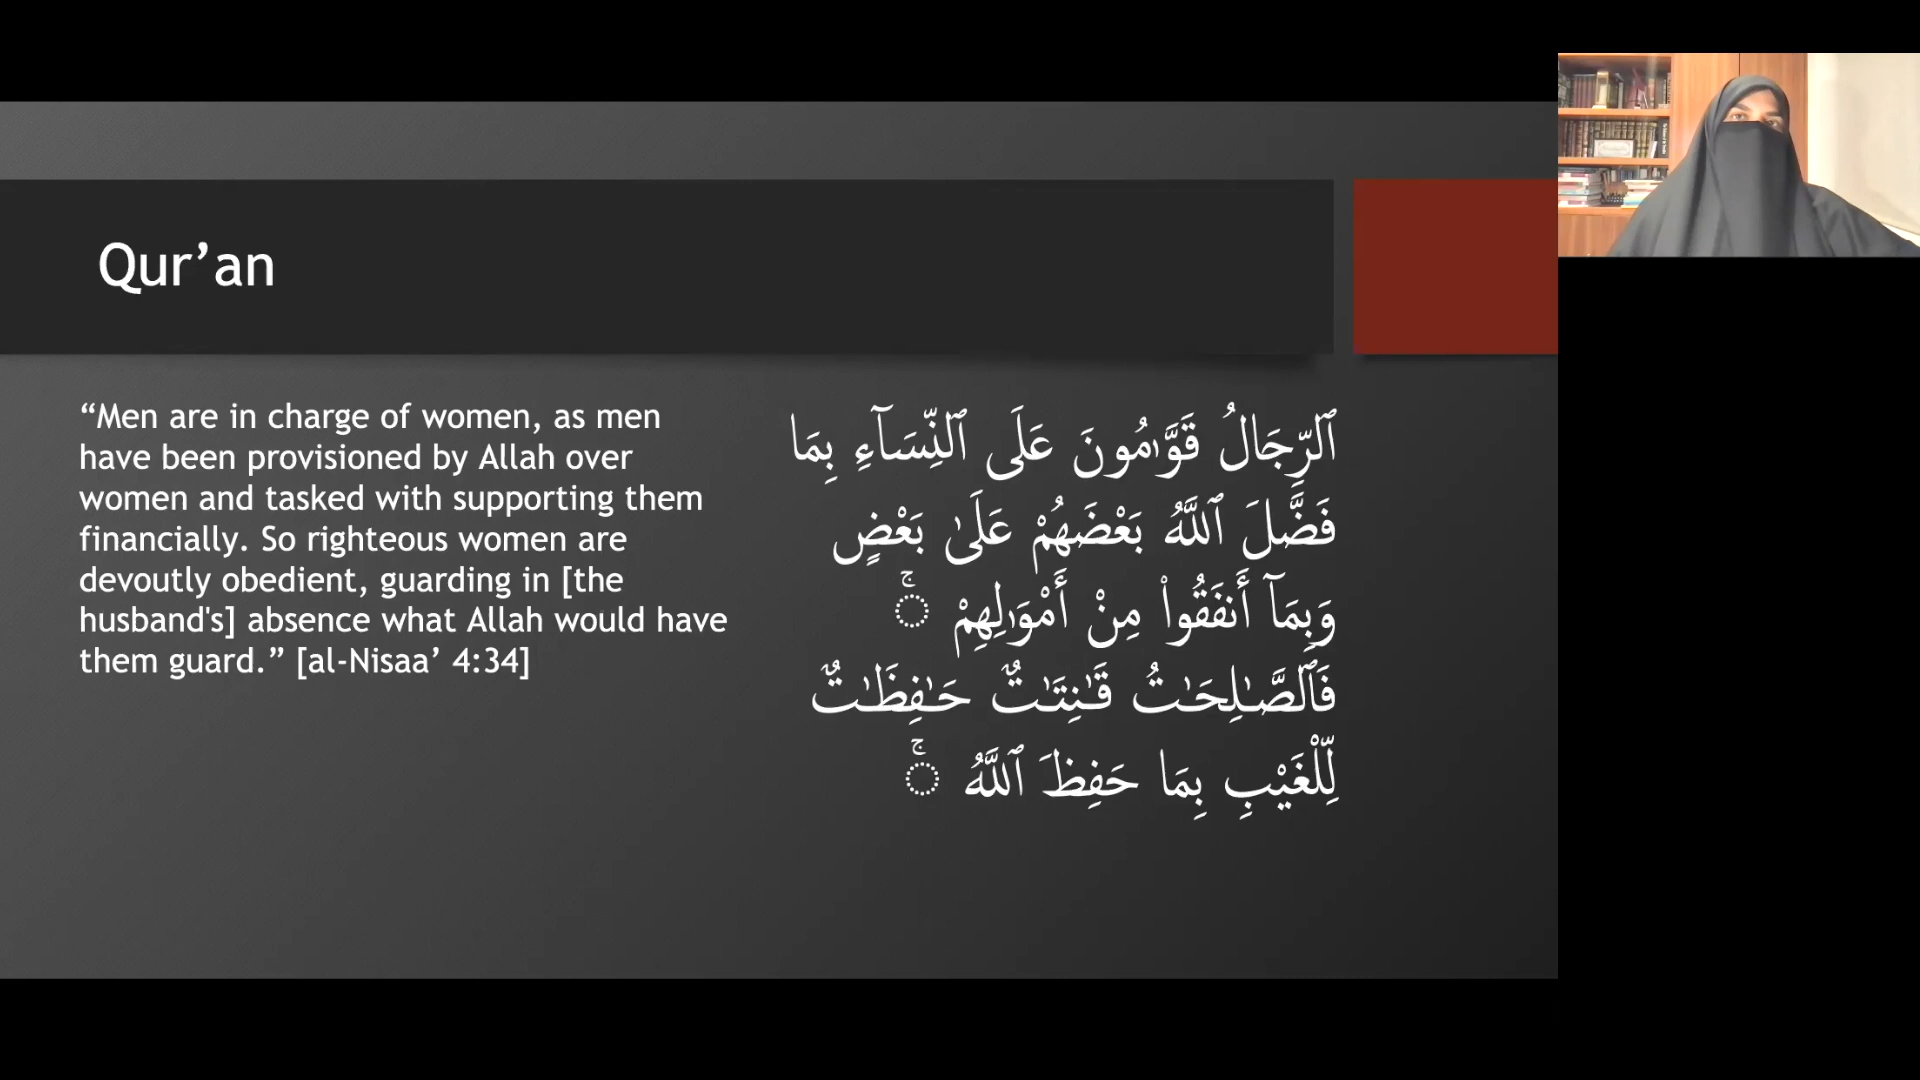 Qur’an
“Men are in charge of women, as men
have been provisioned by Allah over
women and tasked with supporting them
financially. So righteous women are
devoutly obedient, guarding in [the
husband's] absence what Allah would have
them guard.” [al-Nisaa’ 4:34]
ٱلرِّجَالُ قَوَّٰمُونَ عَلَى ٱلنِّسَآءِ بِمَا
فَضَّلَ ٱللَّهُ بَعْضَهُمْ عَلَىٰ بَعْضٍ
وَبِمَآ أَنفَقُوا۟ مِنْ أَمْوَٰلِهِمْ ۚ
فَٱلصَّـٰلِحَـٰتُ قَـٰنِتَـٰتٌ حَـٰفِظَـٰتٌ
لِّلْغَيْبِ بِمَا حَفِظَ ٱللَّهُ ۚ